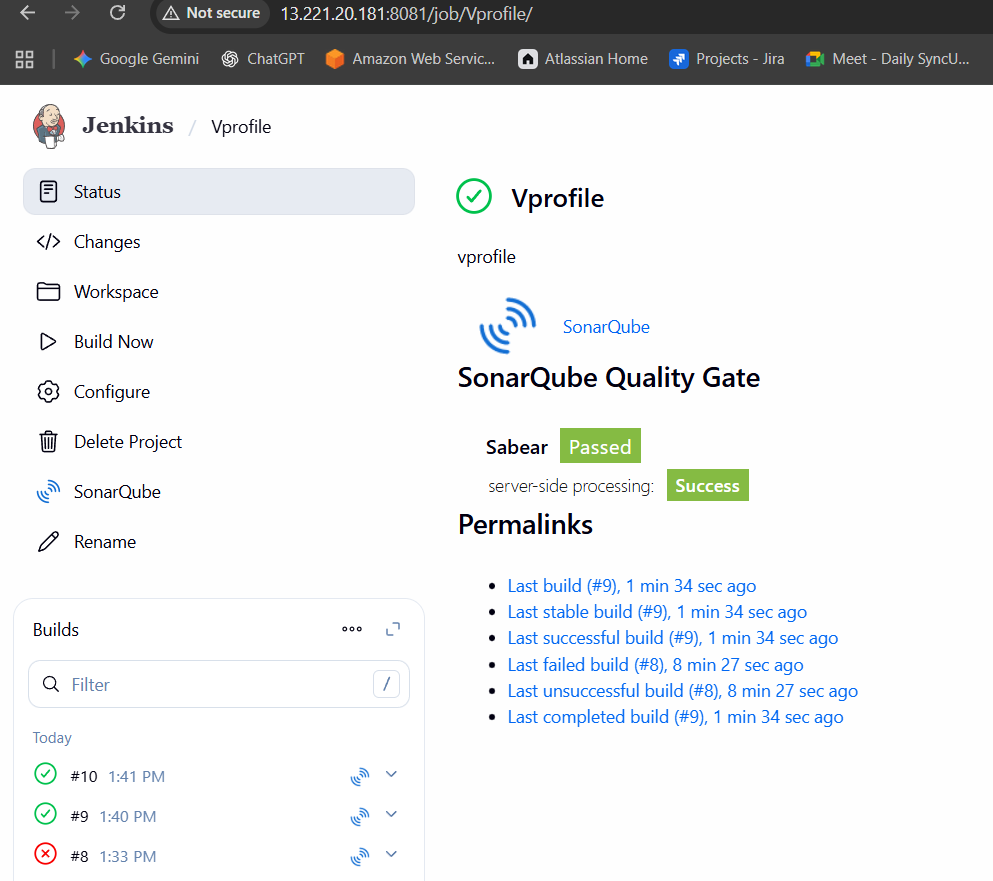 Not secure 13.221.20.181:8081/job/Vprofile/
Google Gemini ChatGPT Amazon Web Servic... Atlassian Home Projects - Jira Meet - Daily SyncU...
Jenkins / Vprofile
Status
Changes
Workspace
Build Now
Configure
Delete Project
SonarQube
Rename
Builds
Filter /
Today
#10 1:41 PM
#9 1:40 PM
#8 1:33 PM
Vprofile
vprofile
SonarQube
SonarQube Quality Gate
Sabear Passed
server-side processing: Success
Permalinks
Last build (#9), 1 min 34 sec ago
Last stable build (#9), 1 min 34 sec ago
Last successful build (#9), 1 min 34 sec ago
Last failed build (#8), 8 min 27 sec ago
Last unsuccessful build (#8), 8 min 27 sec ago
Last completed build (#9), 1 min 34 sec ago